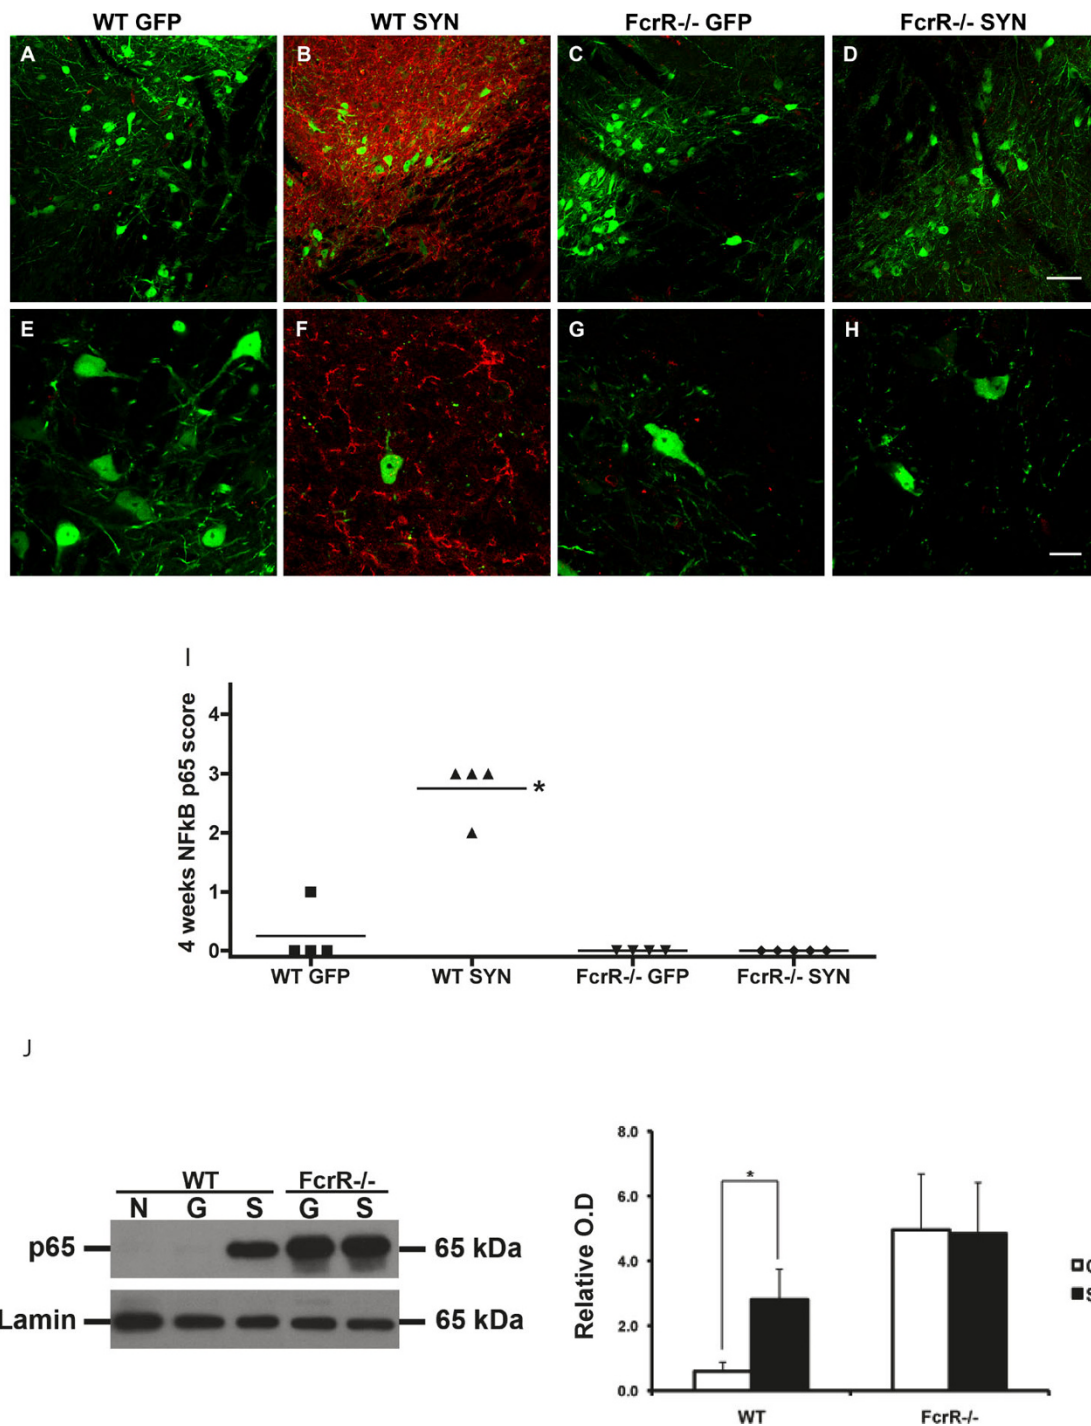 WT GFP WT SYN FcrR-/- GFP FcrR-/- SYN
A B C D
E F G H
I
4 weeks NFkB p65 score
4
3
*
2
1
0
WT GFP WT SYN FcrR-/- GFP FcrR-/- SYN
J
WT FcrR-/-
N G S G S
p65 65 kDa
Lamin 65 kDa
Relative O.D
8.0
6.0
4.0
2.0
0.0
*
WT FcrR-/-